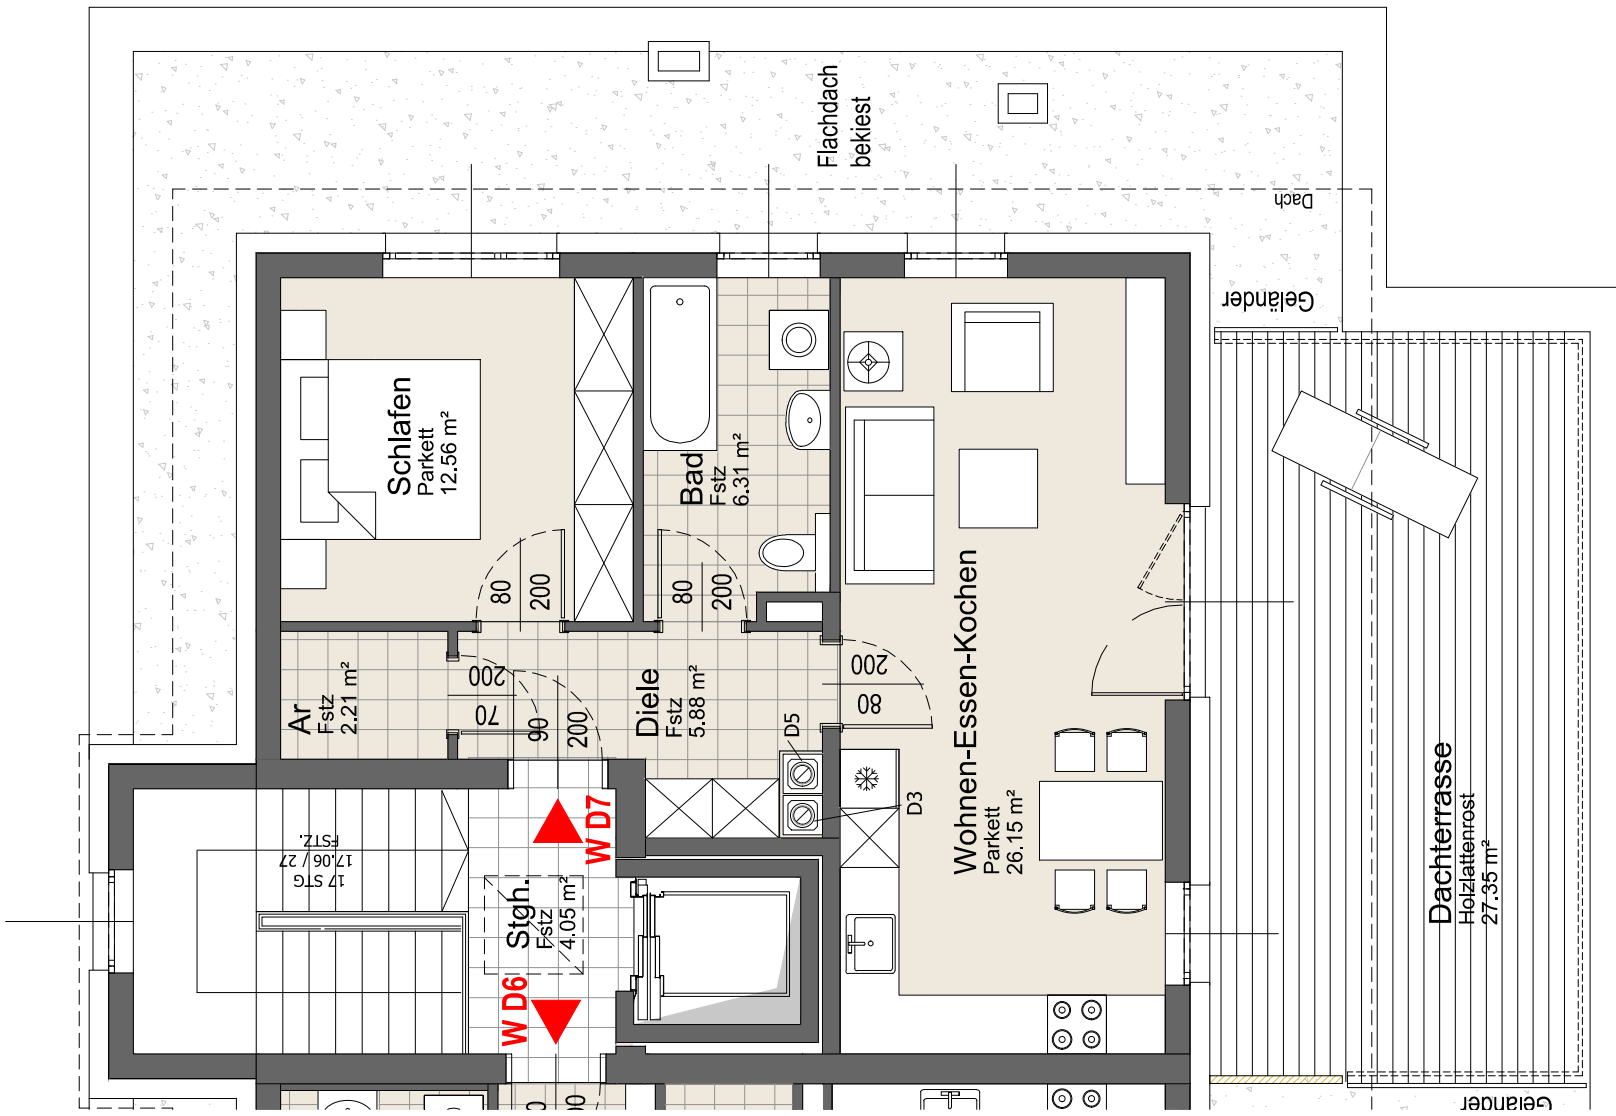 Flachdach
bekiest
Dach
Geländer
Schlafen
Parkett
12.56 m²
Bad
Fstz
6.31 m²
80
200
80
200
Ar
Fstz
2.21 m²
200
70
90
200
Diele
Fstz
5.88 m²
200
80
D5
D3
Wohnen-Essen-Kochen
Parkett
26.15 m²
Dachterrasse
Holzlattenrost
27.35 m²
17 STG
17.06 / 27
FSTZ.
W D7
Stgh.
Fstz
4.05 m²
W D6
Geländer